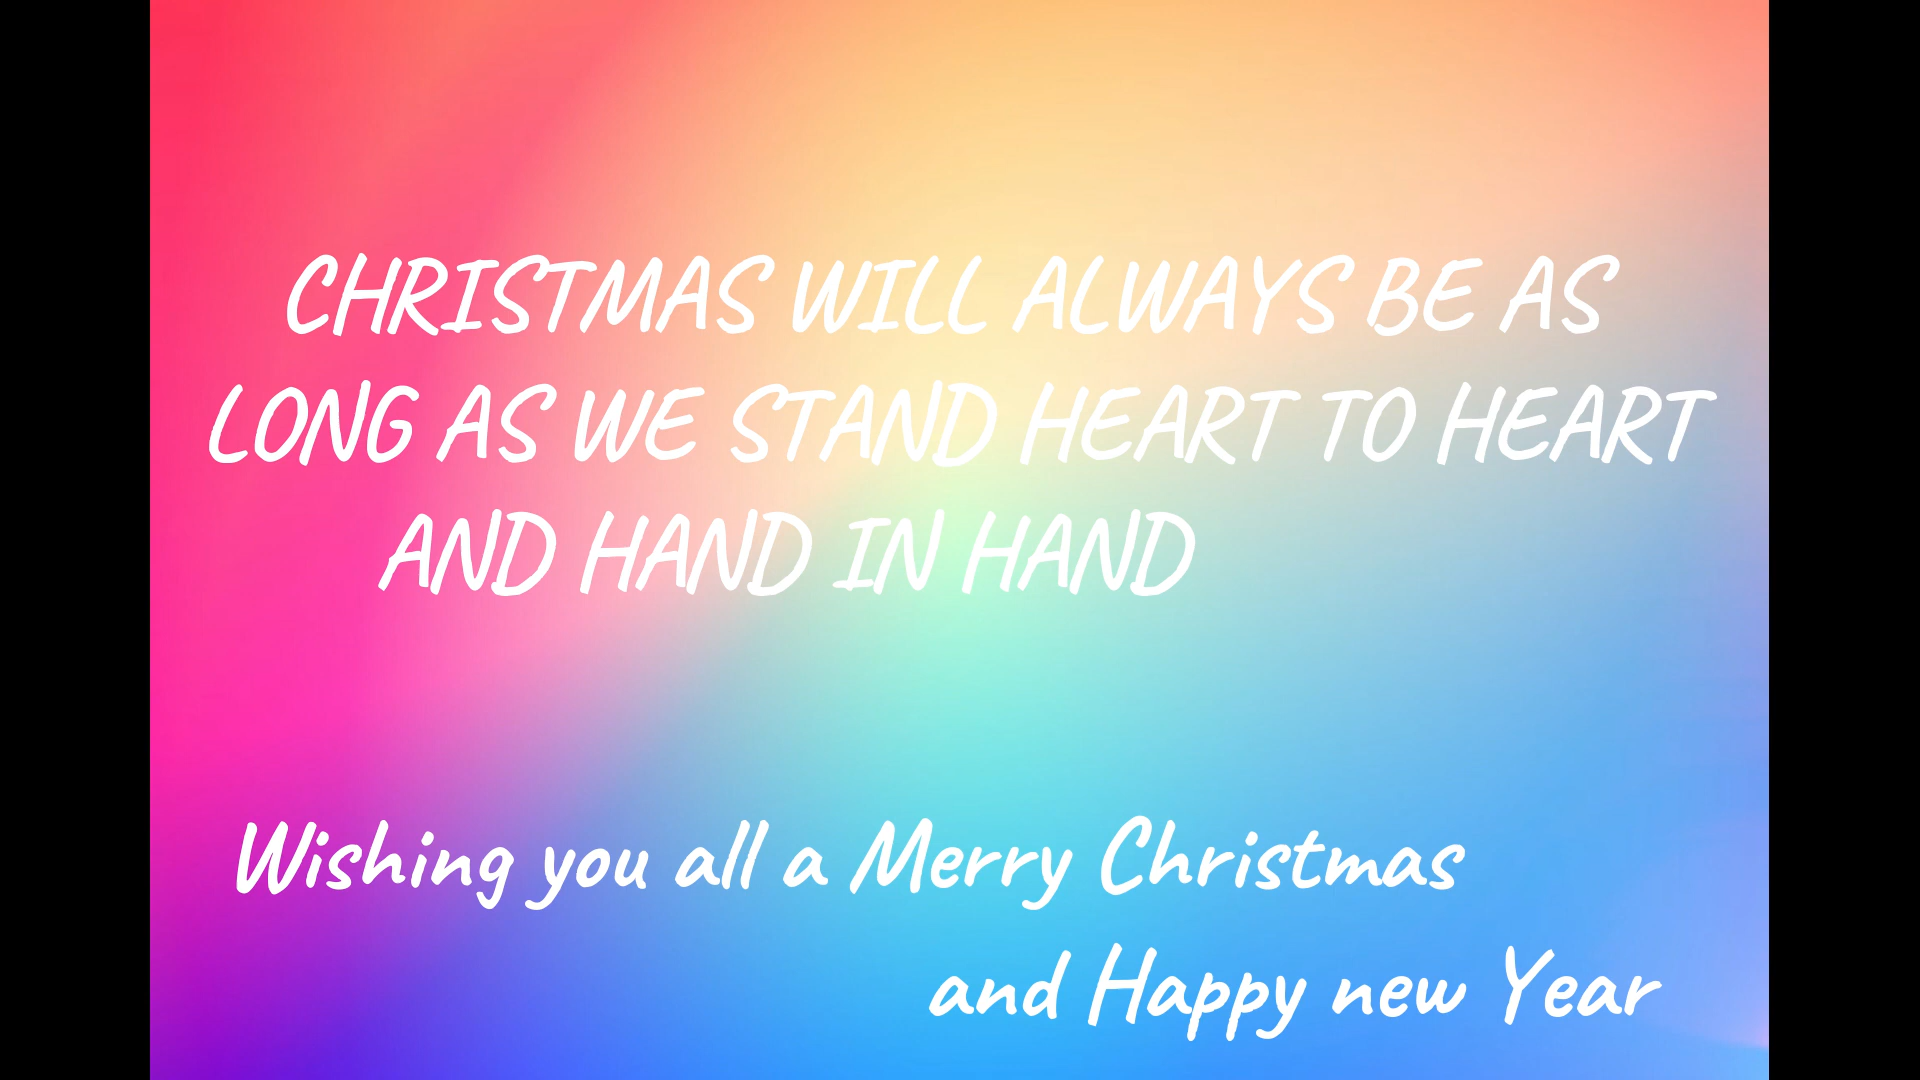 CHRISTMAS WILL ALWAYS BE AS
LONG AS WE STAND HEART TO HEART
AND HAND IN HAND
Wishing you all a Merry Christmas
and Happy new Year